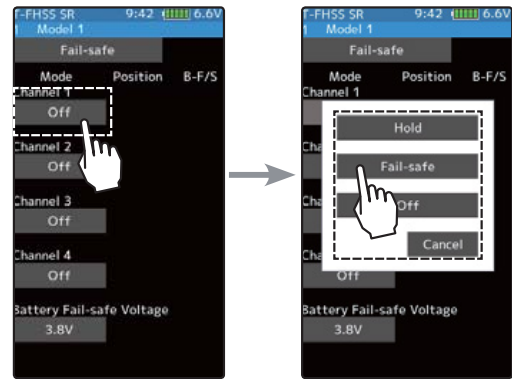 T-FHSS SR 9:42 6.6V
1 Model 1
Fail-safe
Mode Position B-F/S
Channel 1
Off
Channel 2
Off
Channel 3
Off
Channel 4
Off
Battery Fail-safe Voltage
3.8V
T-FHSS SR 9:42 6.6V
1 Model 1
Fail-safe
Mode Position B-F/S
Channel 1
Hold
Fail-safe
Cha
Off
Cancel
Cha
Off
Battery Fail-safe Voltage
3.8V